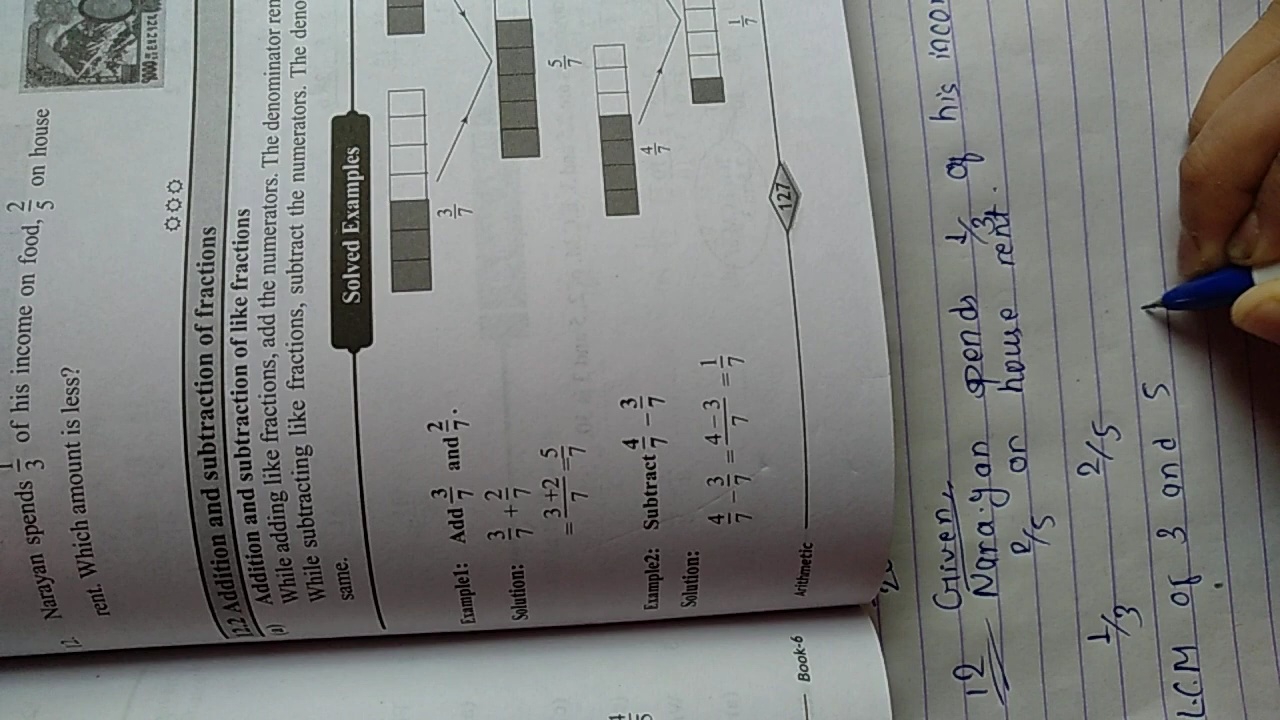 12. Narayan spends 1/3 of his income on food, 2/5 on house
rent. Which amount is less?
12.2 Addition and subtraction of fractions
(a) Addition and subtraction of like fractions
While adding like fractions, add the numerators. The denominator
While subtracting like fractions, subtract the numerators. The
same.
Solved Examples
Example1: Add 3/7 and 2/7.
Solution: 3/7 + 2/7
= 3+2/7 = 5/7
3/7
5/7
Example2: Subtract 4/7 − 3/7
Solution: 4/7 − 3/7 = 4−3/7 = 1/7
4/7
1/7
Arithmetic
127
Book-6
12 Given,
Narayan spends 1/3 of his
2/5 on house rent.
1/3 2/5
L.C.M of 3 and 5